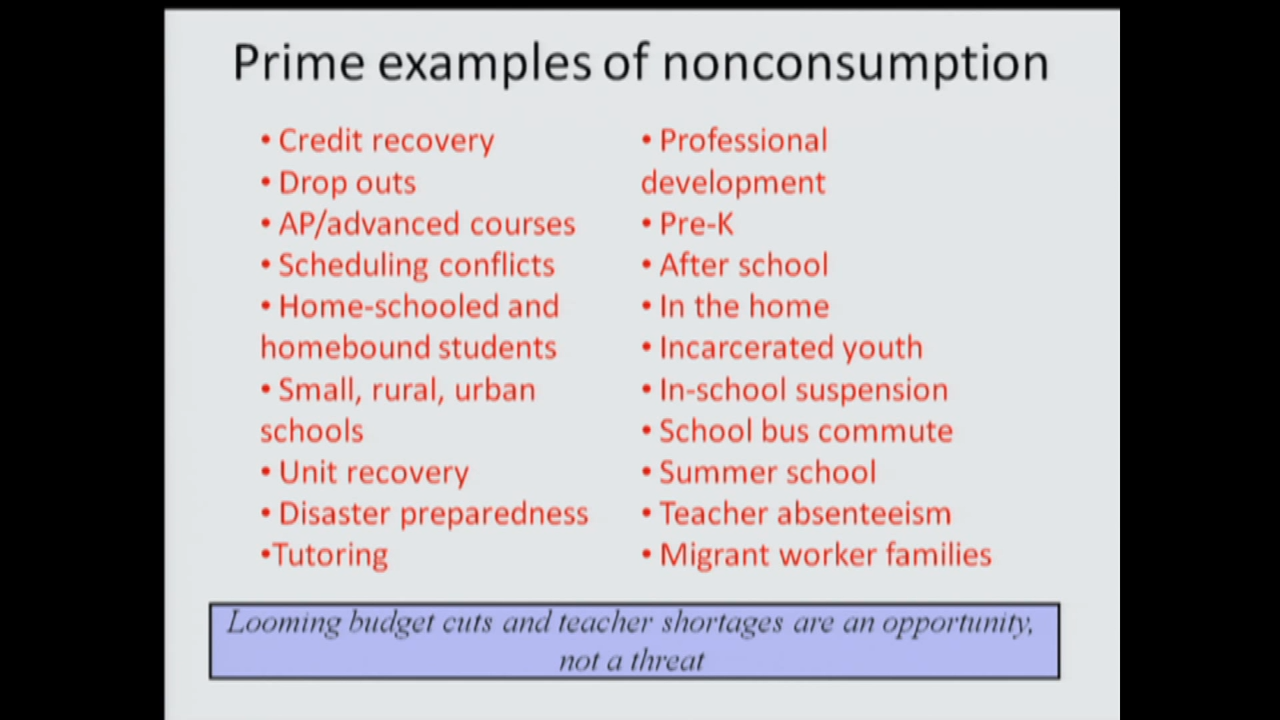 Prime examples of nonconsumption
• Credit recovery
• Drop outs
• AP/advanced courses
• Scheduling conflicts
• Home-schooled and
homebound students
• Small, rural, urban
schools
• Unit recovery
• Disaster preparedness
•Tutoring
• Professional
development
• Pre-K
• After school
• In the home
• Incarcerated youth
• In-school suspension
• School bus commute
• Summer school
• Teacher absenteeism
• Migrant worker families
Looming budget cuts and teacher shortages are an opportunity,
not a threat